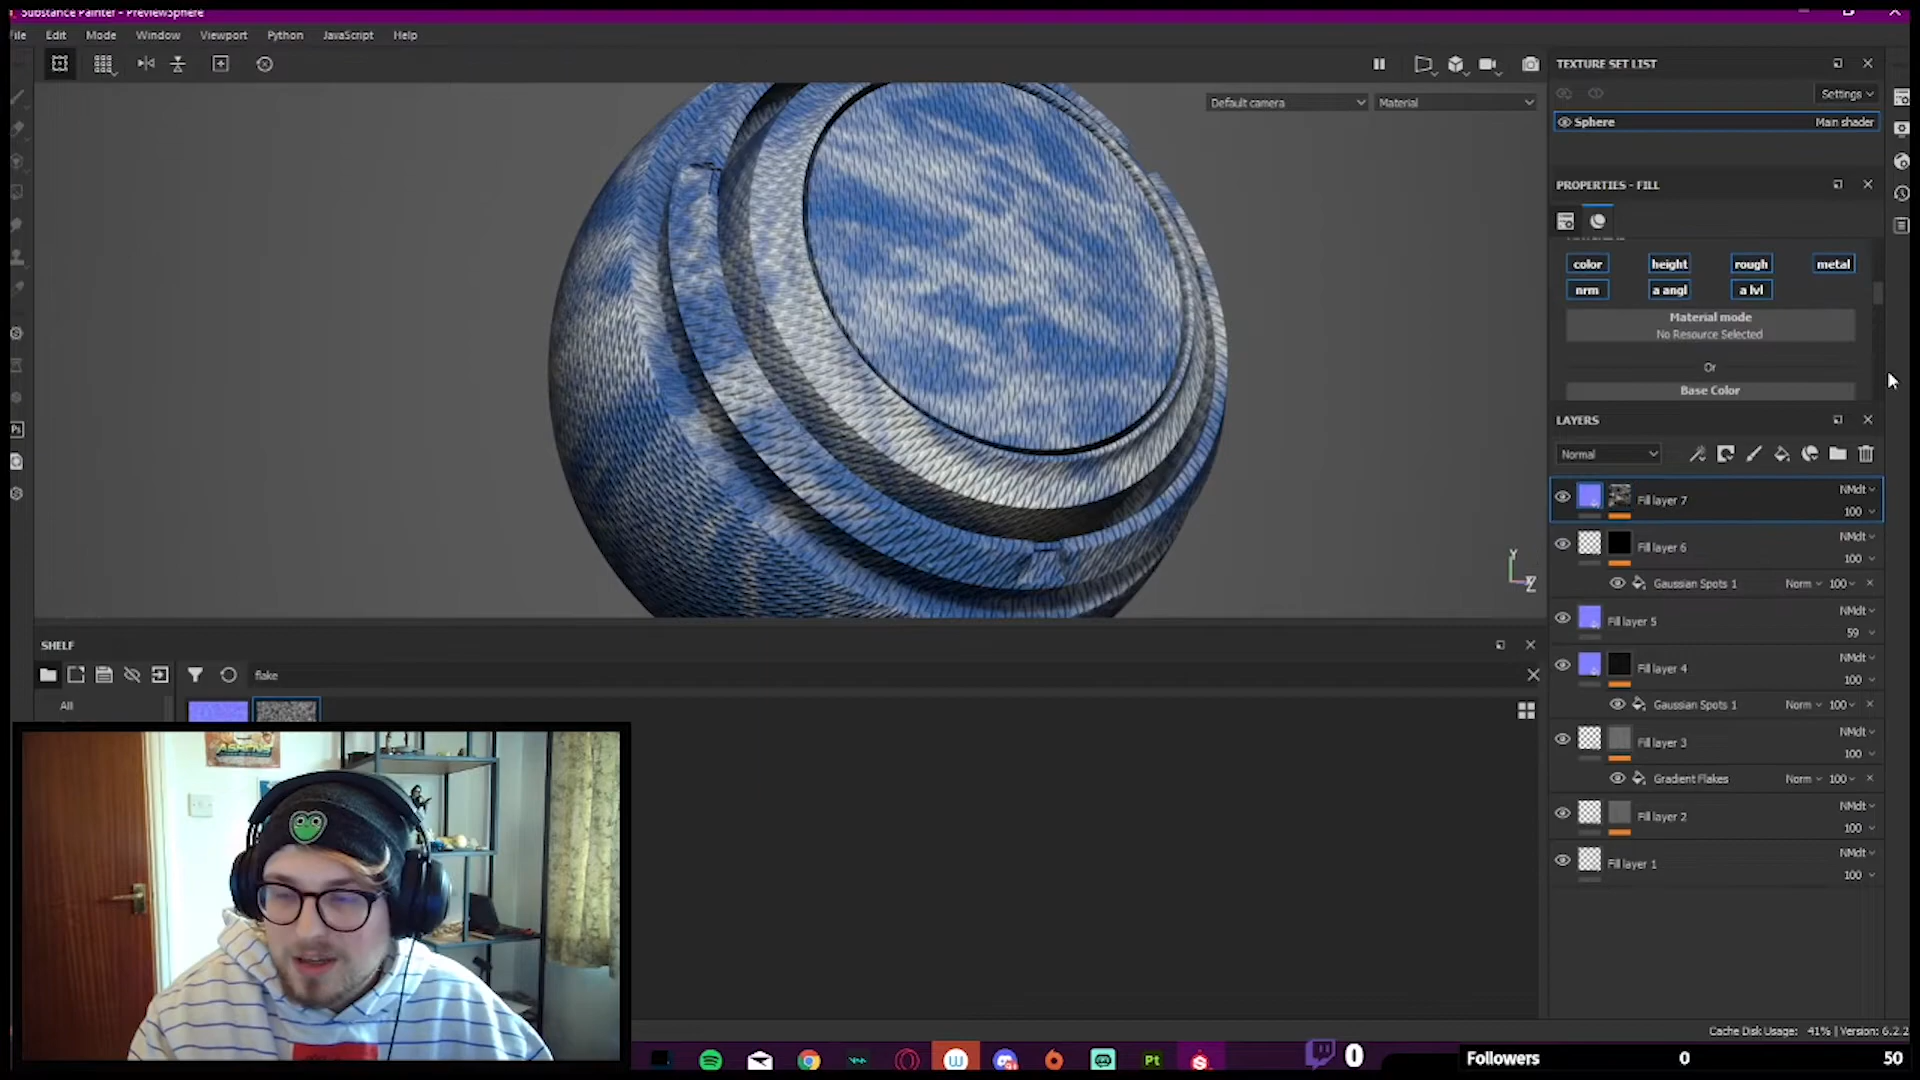 Substance Painter - PreviewSphere
File Edit Mode Window Viewport Python JavaScript Help
Default camera
Material
TEXTURE SET LIST
Settings
Sphere Main shader
PROPERTIES - FILL
color height rough metal
nrm a angl a lvl
Material mode
No Resource Selected
Or
Base Color
LAYERS
Normal
Fill layer 7 NMdt
100
Fill layer 6 NMdt
100
Gaussian Spots 1 Norm 100
Fill layer 5 NMdt
59
Fill layer 4 NMdt
100
Gaussian Spots 1 Norm 100
Fill layer 3 NMdt
100
Gradient Flakes Norm 100
Fill layer 2 NMdt
100
Fill layer 1 NMdt
100
Y
Z
Ps
SHELF
flake
All
ASHENS
Cache Disk Usage: 41% | Version: 6.2.2
W
Pt
0
Followers 0 50